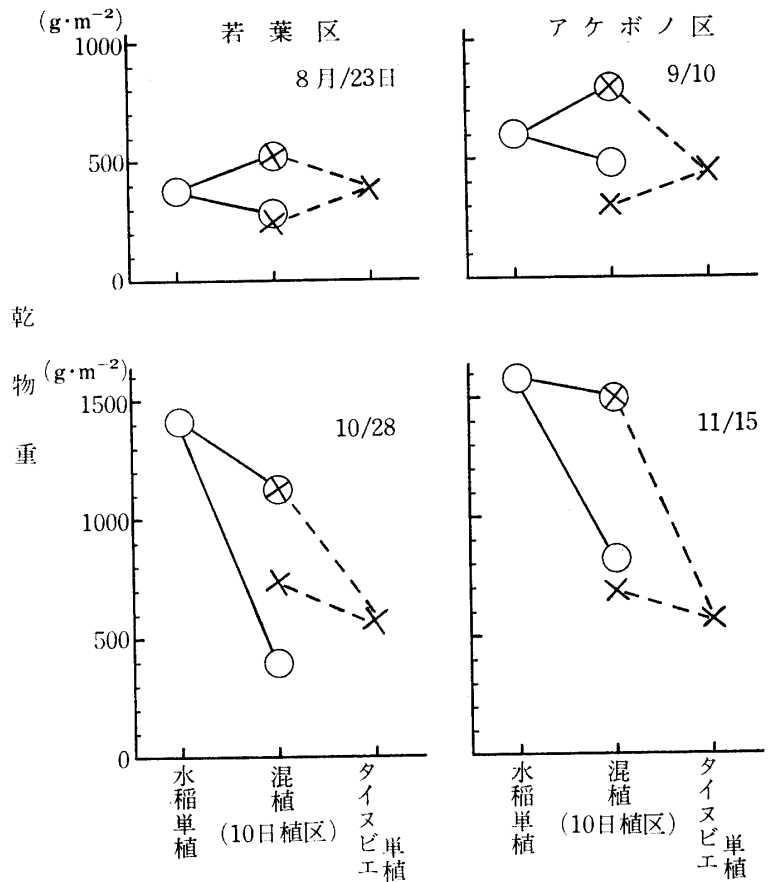 (g·m⁻²)
若葉区
アケボノ区
1000
8月/23日
9/10
500
0
乾物重
(g·m⁻²)
1500
10/28
11/15
1000
500
0
水稲単植
混植
タイヌビエ単植
(10日植区)
水稲単植
混植
タイヌビエ単植
(10日植区)